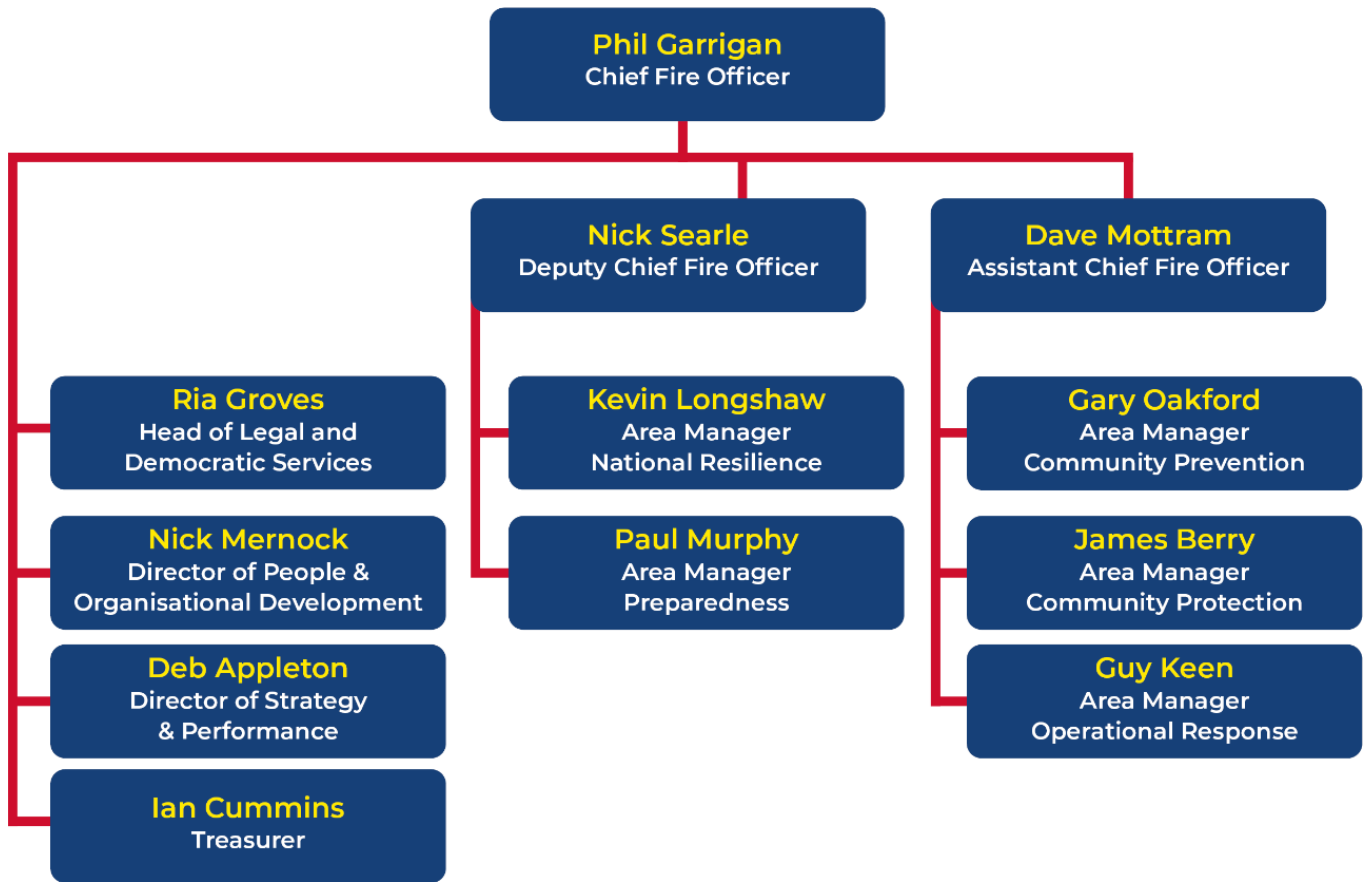 Phil Garrigan
Chief Fire Officer
Nick Searle
Deputy Chief Fire Officer
Dave Mottram
Assistant Chief Fire Officer
Ria Groves
Head of Legal and
Democratic Services
Nick Mernock
Director of People &
Organisational Development
Deb Appleton
Director of Strategy
& Performance
Ian Cummins
Treasurer
Kevin Longshaw
Area Manager
National Resilience
Paul Murphy
Area Manager
Preparedness
Gary Oakford
Area Manager
Community Prevention
James Berry
Area Manager
Community Protection
Guy Keen
Area Manager
Operational Response